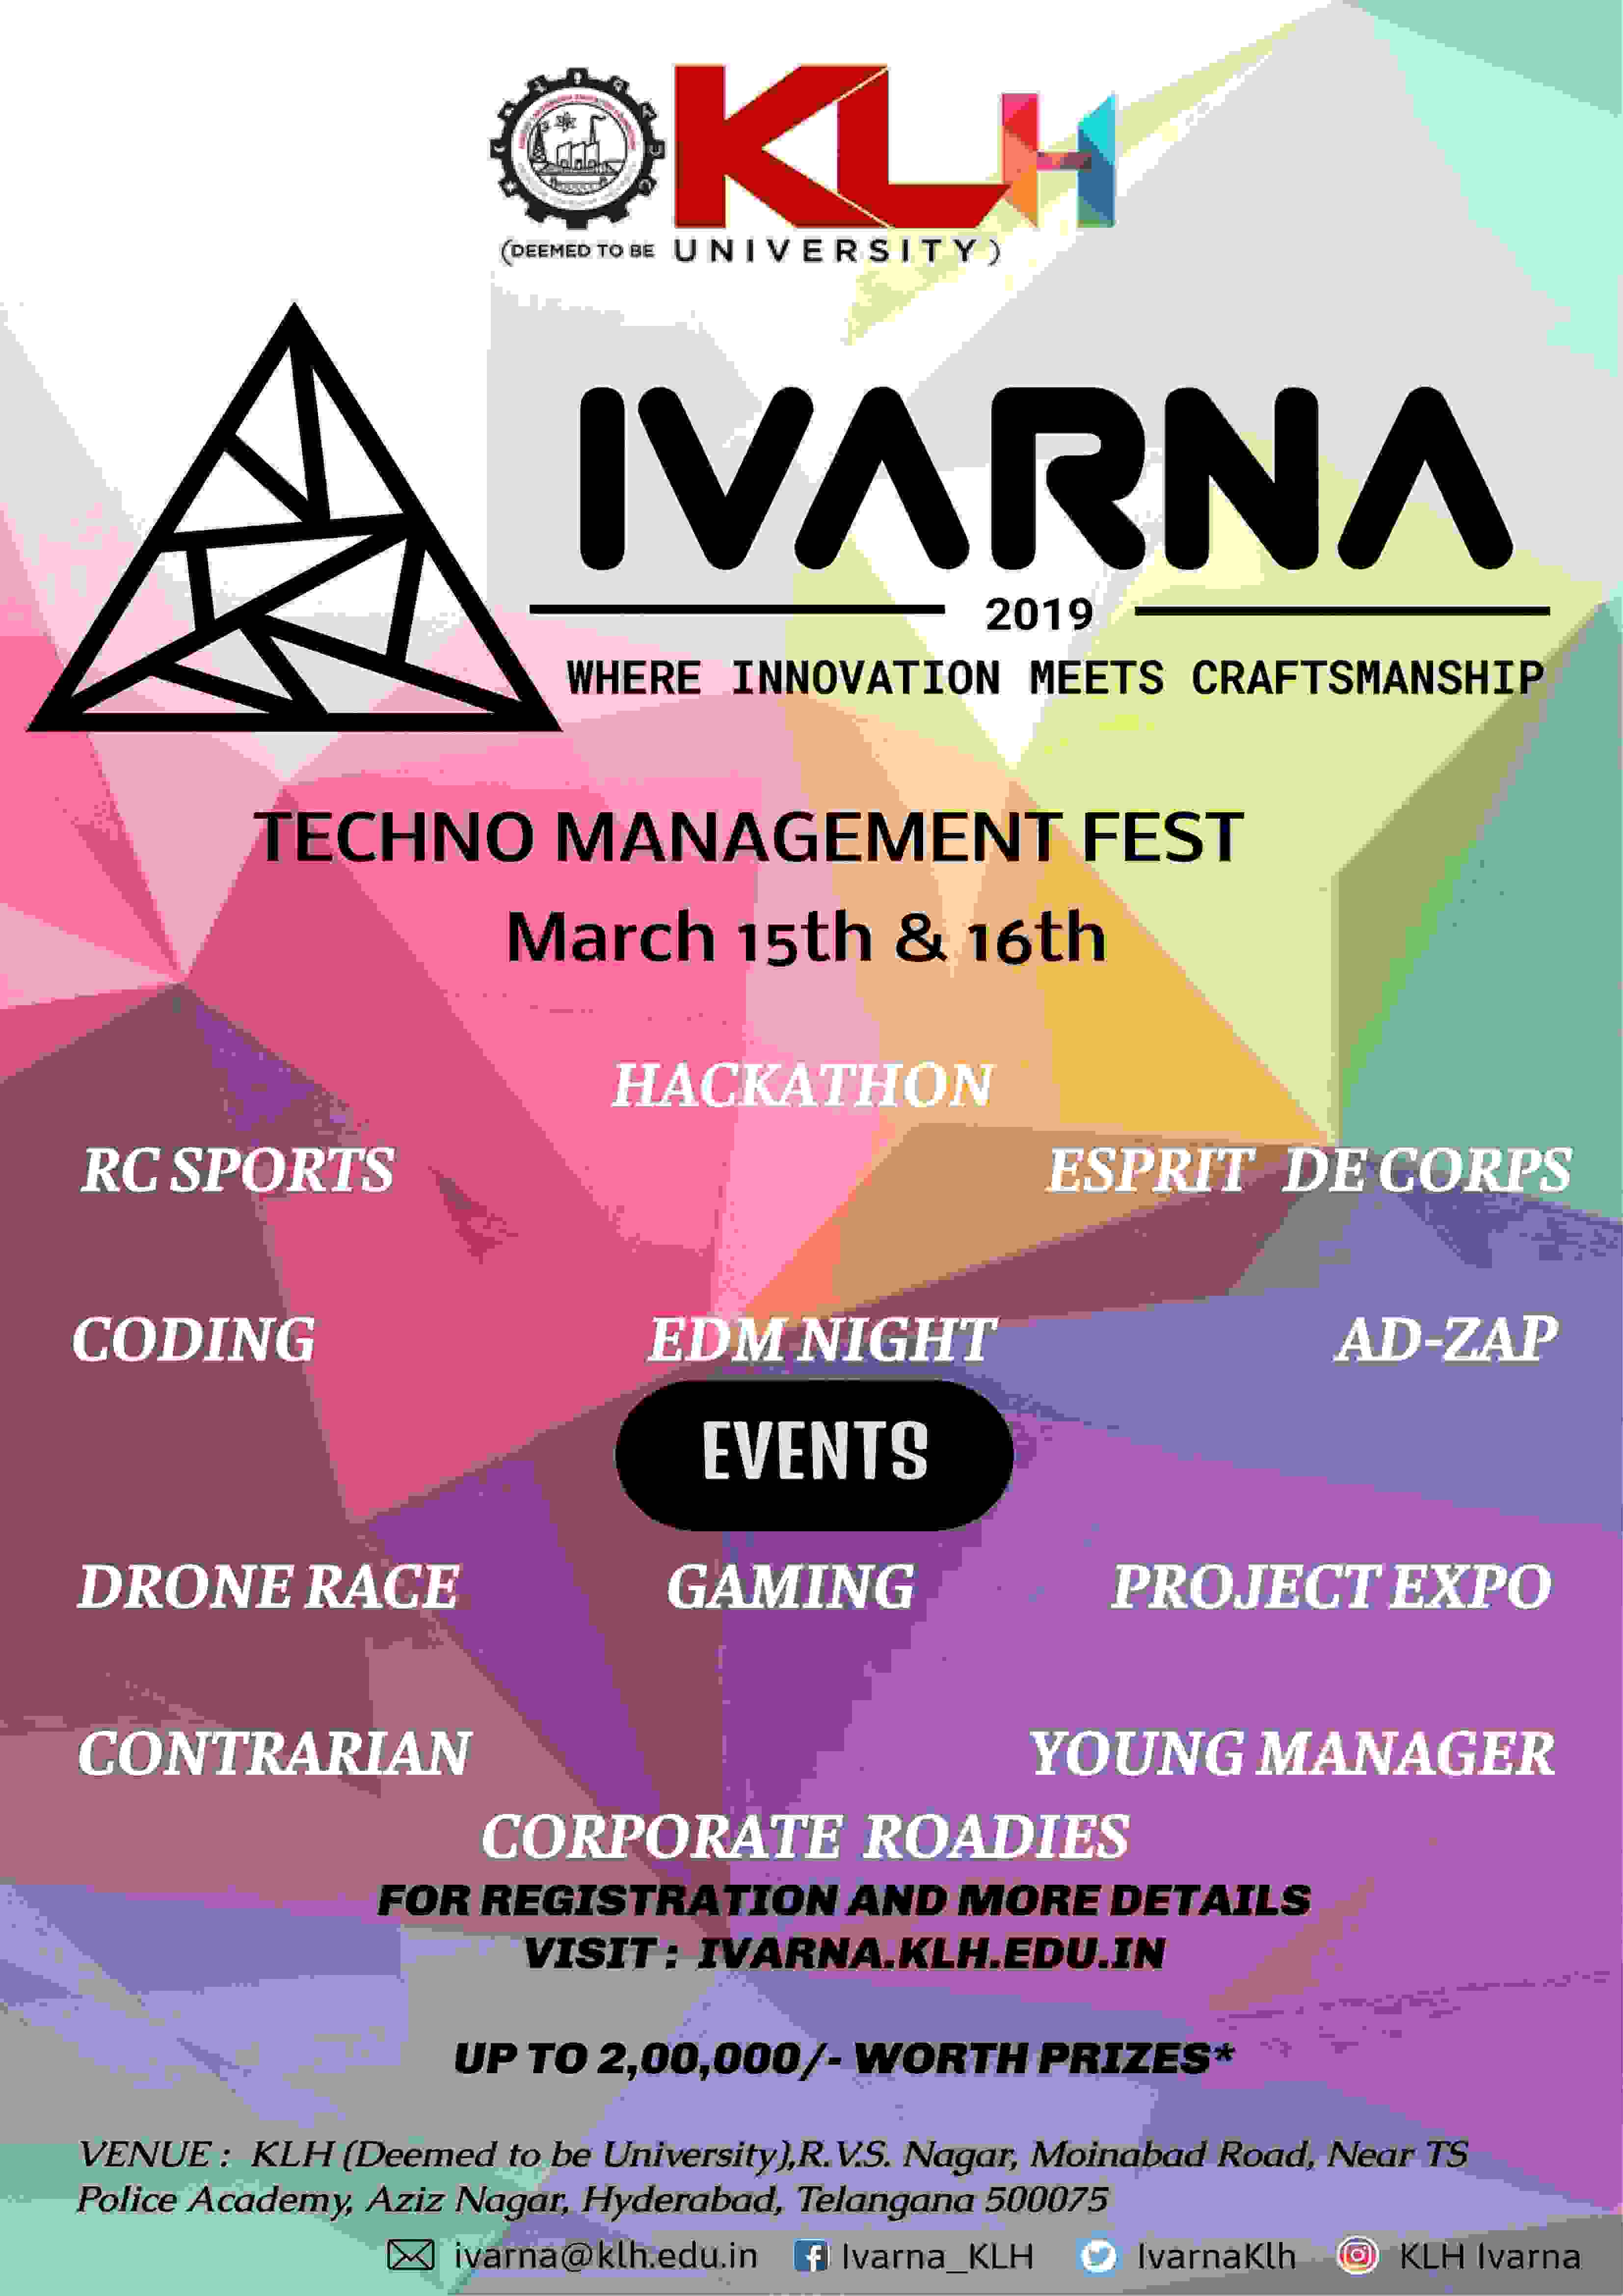 KLH
(DEEMED TO BE UNIVERSITY)
IVARNA
2019
WHERE INNOVATION MEETS CRAFTSMANSHIP
TECHNO MANAGEMENT FEST
March 15th & 16th
HACKATHON
RC SPORTS
ESPRIT DE CORPS
CODING
EDM NIGHT
AD-ZAP
EVENTS
DRONE RACE
GAMING
PROJECT EXPO
CONTRARIAN
YOUNG MANAGER
CORPORATE ROADIES
FOR REGISTRATION AND MORE DETAILS
VISIT : IVARNA.KLH.EDU.IN
UP TO 2,00,000/- WORTH PRIZES*
VENUE : KLH (Deemed to be University),R.V.S. Nagar, Moinabad Road, Near TS
Police Academy, Aziz Nagar, Hyderabad, Telangana 500075
ivarna@klh.edu.in Ivarna_KLH IvarnaKlh KLH Ivarna